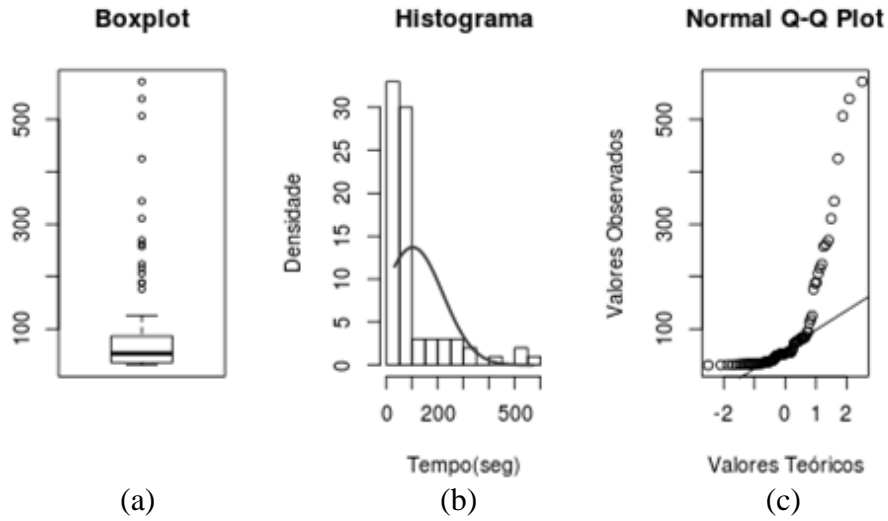 Boxplot
500
300
100
(a)
Histograma
Densidade
30
25
20
15
10
5
0
0
200
500
Tempo(seg)
(b)
Normal Q-Q Plot
Valores Observados
500
300
100
-2
0
1
2
Valores Teóricos
(c)